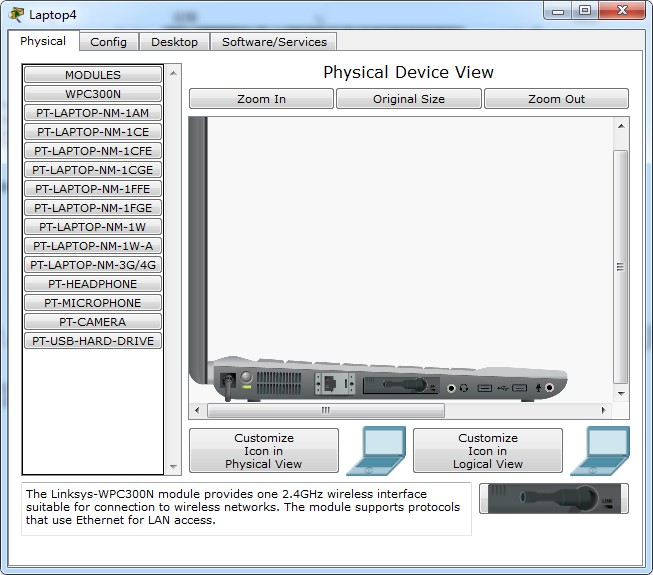 Laptop4
Physical
Config
Desktop
Software/Services
MODULES
WPC300N
PT-LAPTOP-NM-1AM
PT-LAPTOP-NM-1CE
PT-LAPTOP-NM-1CFE
PT-LAPTOP-NM-1CGE
PT-LAPTOP-NM-1FFE
PT-LAPTOP-NM-1FGE
PT-LAPTOP-NM-1W
PT-LAPTOP-NM-1W-A
PT-LAPTOP-NM-3G/4G
PT-HEADPHONE
PT-MICROPHONE
PT-CAMERA
PT-USB-HARD-DRIVE
Physical Device View
Zoom In
Original Size
Zoom Out
Customize
Icon in
Physical View
Customize
Icon in
Logical View
The Linksys-WPC300N module provides one 2.4GHz wireless interface
suitable for connection to wireless networks. The module supports protocols
that use Ethernet for LAN access.
LINK